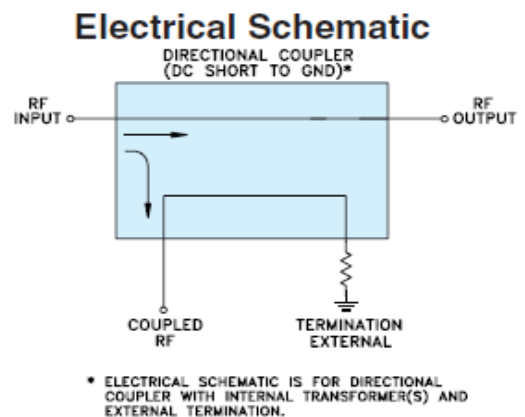 Electrical Schematic
DIRECTIONAL COUPLER
(DC SHORT TO GND)*
RF
INPUT
RF
OUTPUT
COUPLED
RF
TERMINATION
EXTERNAL
* ELECTRICAL SCHEMATIC IS FOR DIRECTIONAL
COUPLER WITH INTERNAL TRANSFORMER(S) AND
EXTERNAL TERMINATION.